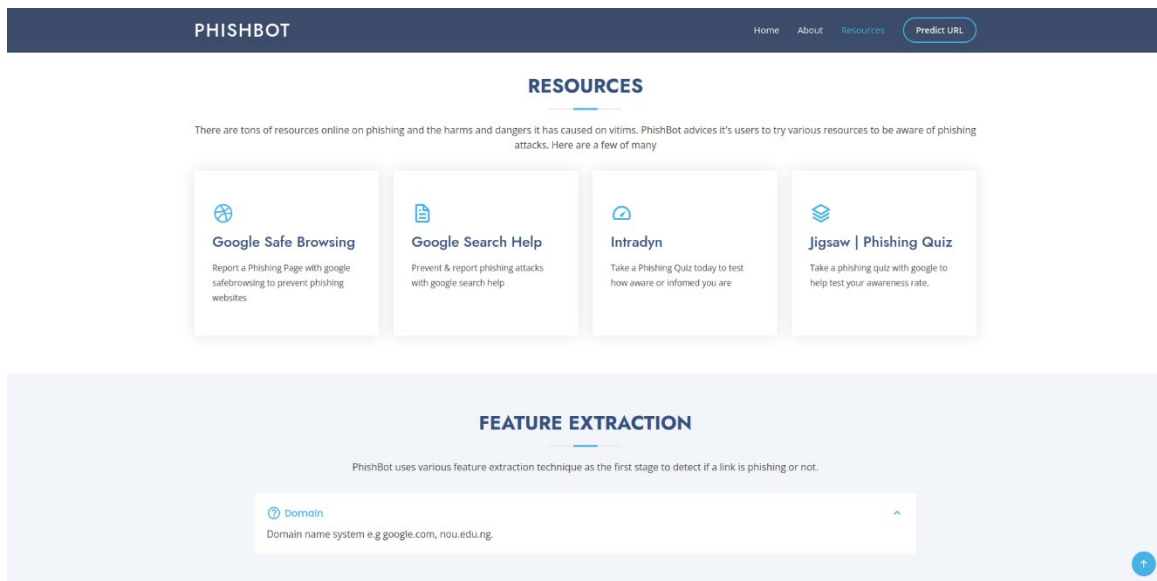 PHISHBOT
Home About Resources Predict URL
RESOURCES
There are tons of resources online on phishing and the harms and dangers it has caused on vitims. PhishBot advices it's users to try various resources to be aware of phishing
attacks. Here are a few of many
Google Safe Browsing
Report a Phishing Page with google
safebrowsing to prevent phishing
websites
Google Search Help
Prevent & report phishing attacks
with google search help
Intradyn
Take a Phishing Quiz today to test
how aware or infomed you are
Jigsaw | Phishing Quiz
Take a phishing quiz with google to
help test your awareness rate.
FEATURE EXTRACTION
PhishBot uses various feature extraction technique as the first stage to detect if a link is phishing or not.
Domain
Domain name system e.g google.com, nou.edu.ng.